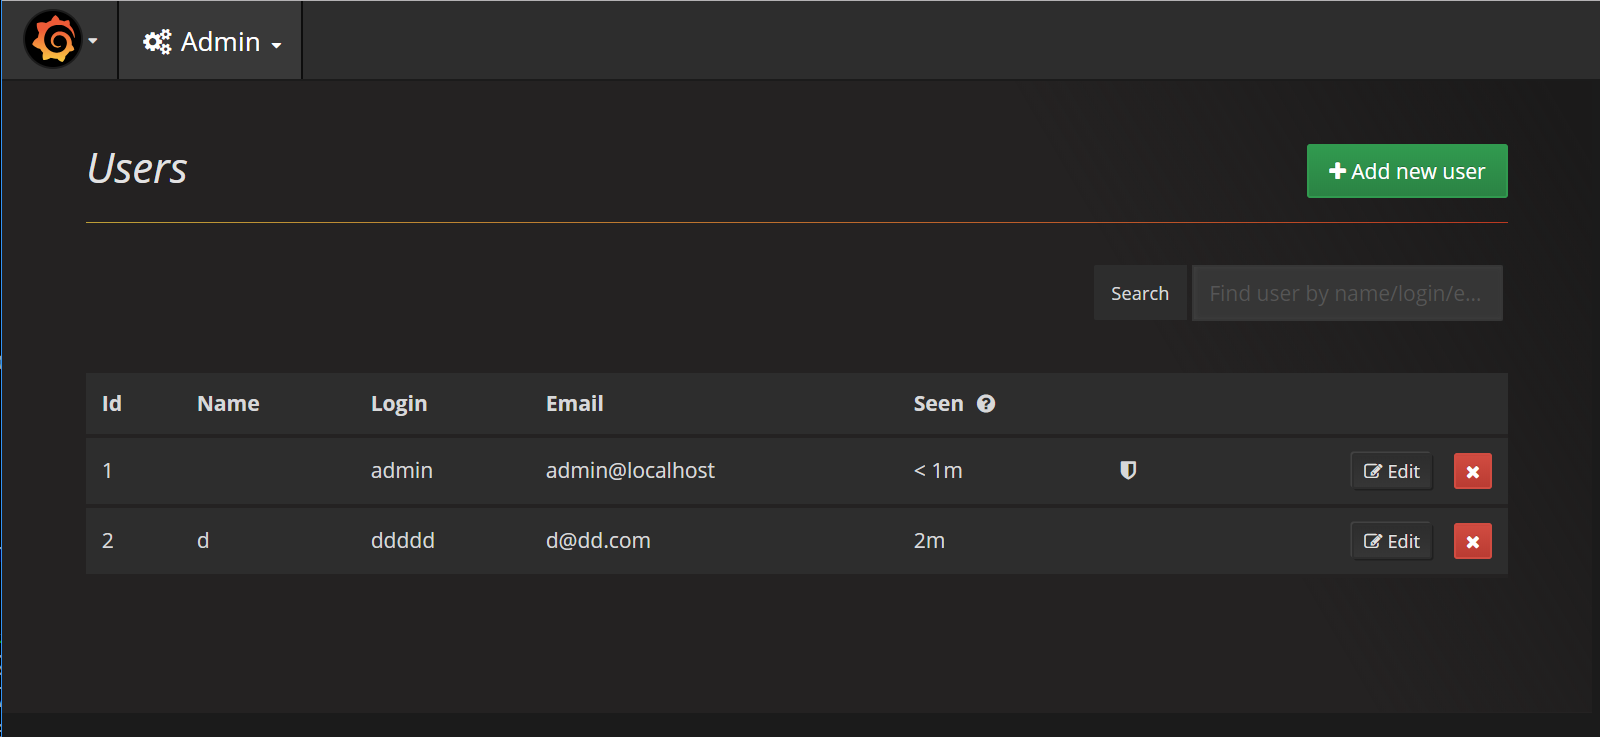 Admin
Users
Add new user
Search Find user by name/login/e...
Id Name Login Email Seen
1 admin admin@localhost < 1m Edit
2 d ddddd d@dd.com 2m Edit